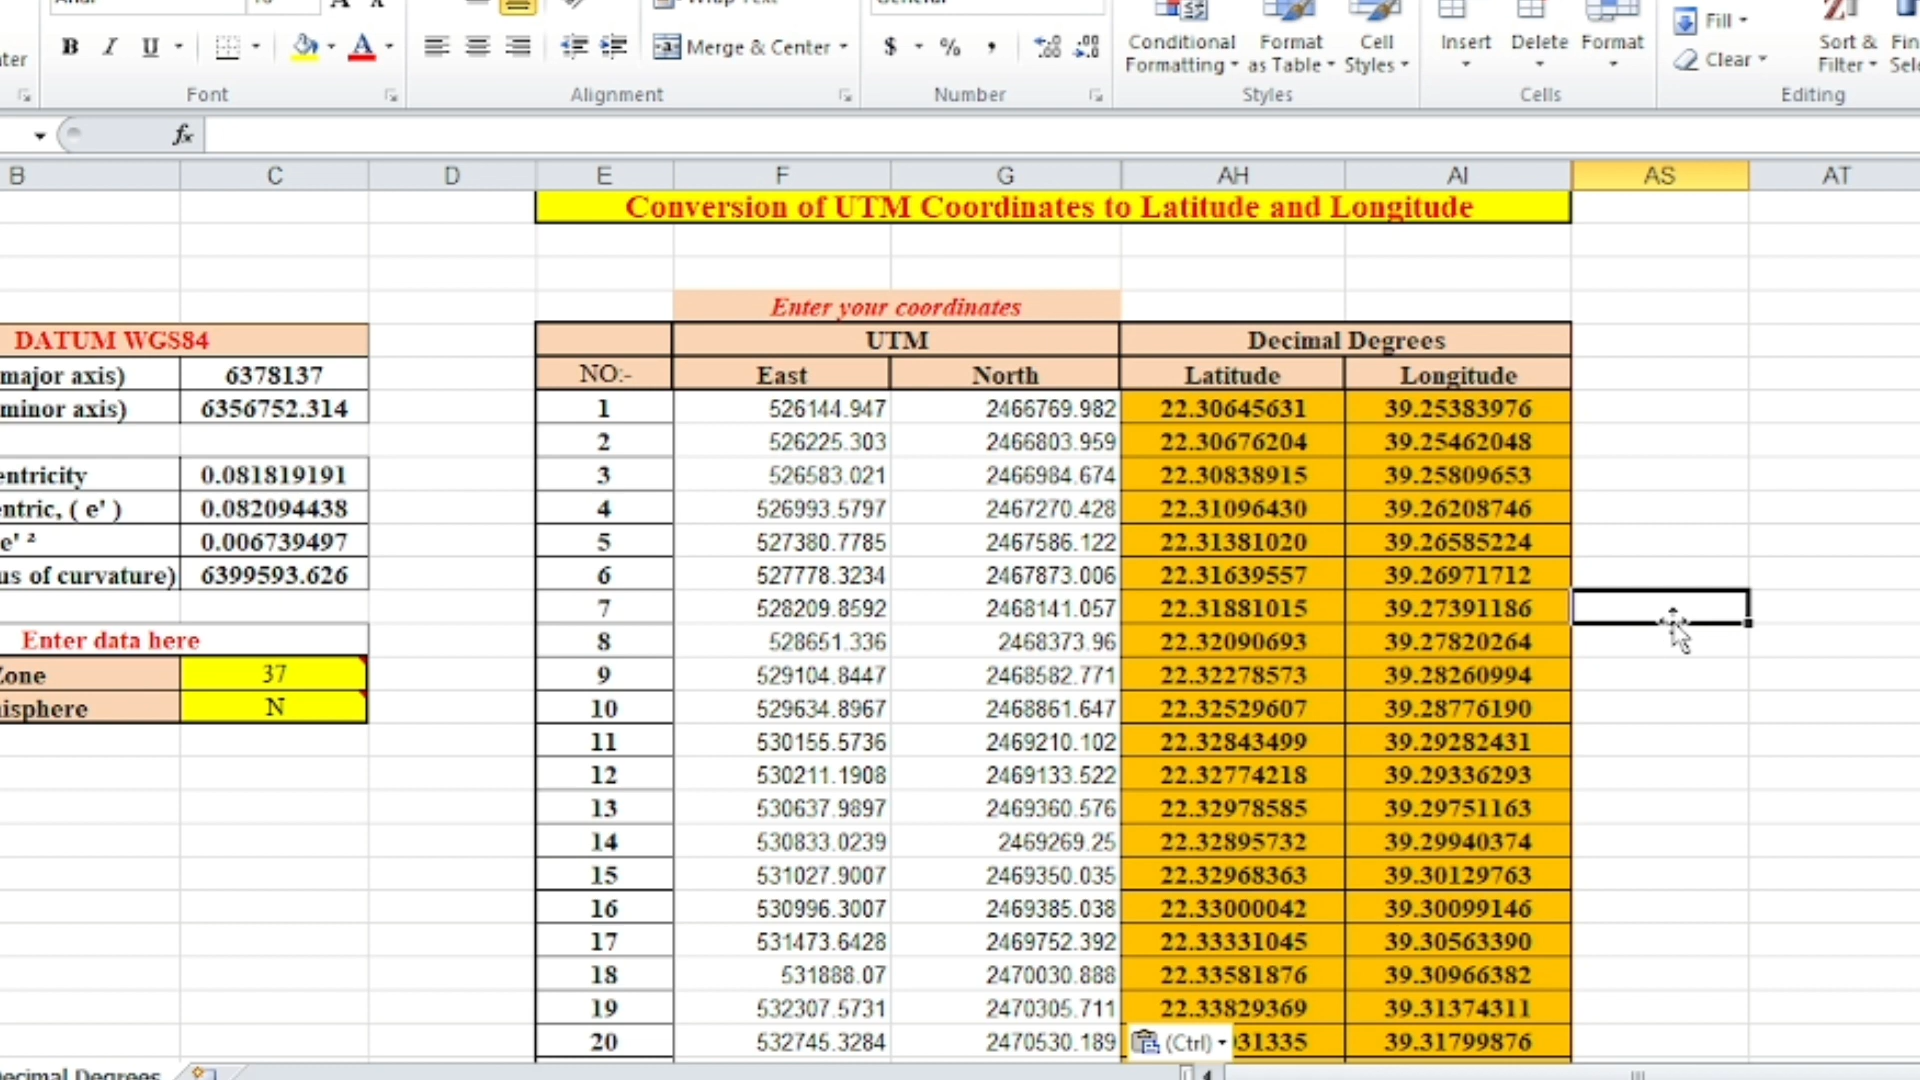 Merge & Center
$ % ,
Conditional Formatting
Format as Table
Cell Styles
Insert Delete Format
Fill
Clear
Sort & Filter
Font Alignment Number Styles Cells Editing
fx
B C D E F G AH AI AS AT
Conversion of UTM Coordinates to Latitude and Longitude
Enter your coordinates
DATUM WGS84
UTM Decimal Degrees
NO:- East North Latitude Longitude
major axis) 6378137
minor axis) 6356752.314
entricity 0.081819191
entric, ( e' ) 0.082094438
e' ² 0.006739497
us of curvature) 6399593.626
Enter data here
Zone 37
isphere N
1 526144.947 2466769.982 22.30645631 39.25383976
2 526225.303 2466803.959 22.30676204 39.25462048
3 526583.021 2466984.674 22.30838915 39.25809653
4 526993.5797 2467270.428 22.31096430 39.26208746
5 527380.7785 2467586.122 22.31381020 39.26585224
6 527778.3234 2467873.006 22.31639557 39.26971712
7 528209.8592 2468141.057 22.31881015 39.27391186
8 528651.336 2468373.96 22.32090693 39.27820264
9 529104.8447 2468582.771 22.32278573 39.28260994
10 529634.8967 2468861.647 22.32529607 39.28776190
11 530155.5736 2469210.102 22.32843499 39.29282431
12 530211.1908 2469133.522 22.32774218 39.29336293
13 530637.9897 2469360.576 22.32978585 39.29751163
14 530833.0239 2469269.25 22.32895732 39.29940374
15 531027.9007 2469350.035 22.32968363 39.30129763
16 530996.3007 2469385.038 22.33000042 39.30099146
17 531473.6428 2469752.392 22.33331045 39.30563390
18 531888.07 2470030.888 22.33581876 39.30966382
19 532307.5731 2470305.711 22.33829369 39.31374311
20 532745.3284 2470530.189 (Ctrl) 31335 39.31799876